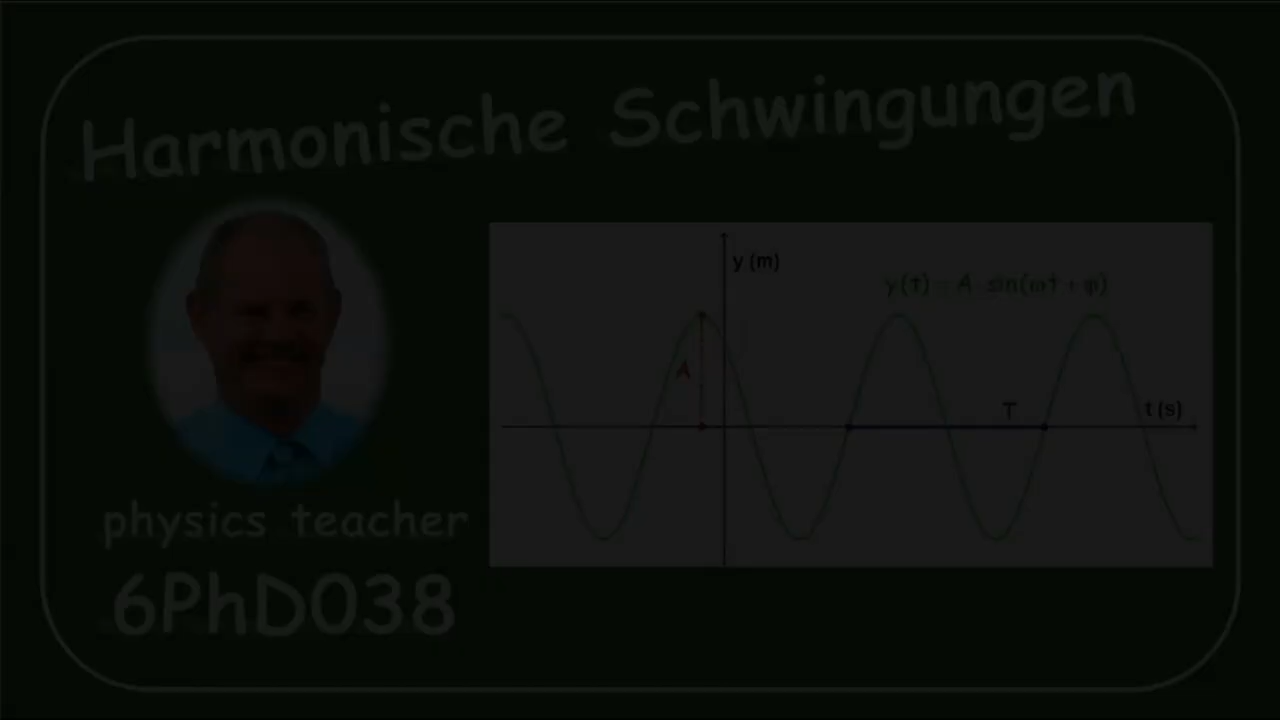 Harmonische Schwingungen
y (m)
y(t) = A · sin(ωt + φ)
A
T
t (s)
physics teacher
6PhD038